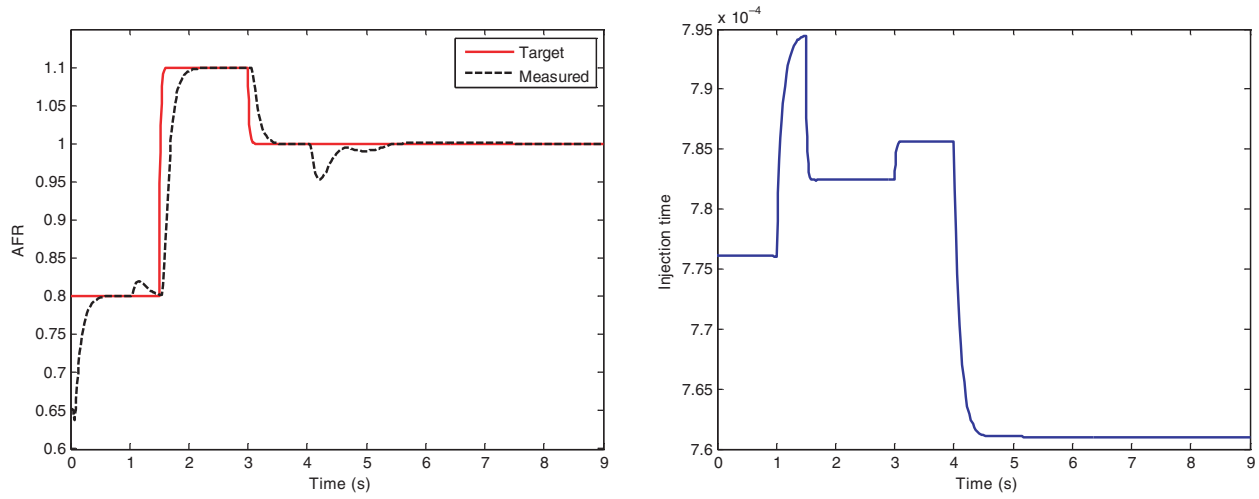 Target
Measured
1.1
1.05
1
0.95
0.9
0.85
0.8
0.75
0.7
0.65
0.6
AFR
0 1 2 3 4 5 6 7 8 9
Time (s)
x 10⁻⁴
7.95
7.9
7.85
7.8
7.75
7.7
7.65
7.6
Injection time
0 1 2 3 4 5 6 7 8 9
Time (s)